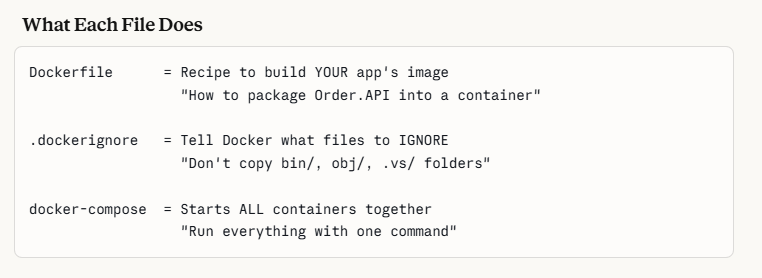 What Each File Does
Dockerfile = Recipe to build YOUR app's image
"How to package Order.API into a container"
.dockerignore = Tell Docker what files to IGNORE
"Don't copy bin/, obj/, .vs/ folders"
docker-compose = Starts ALL containers together
"Run everything with one command"